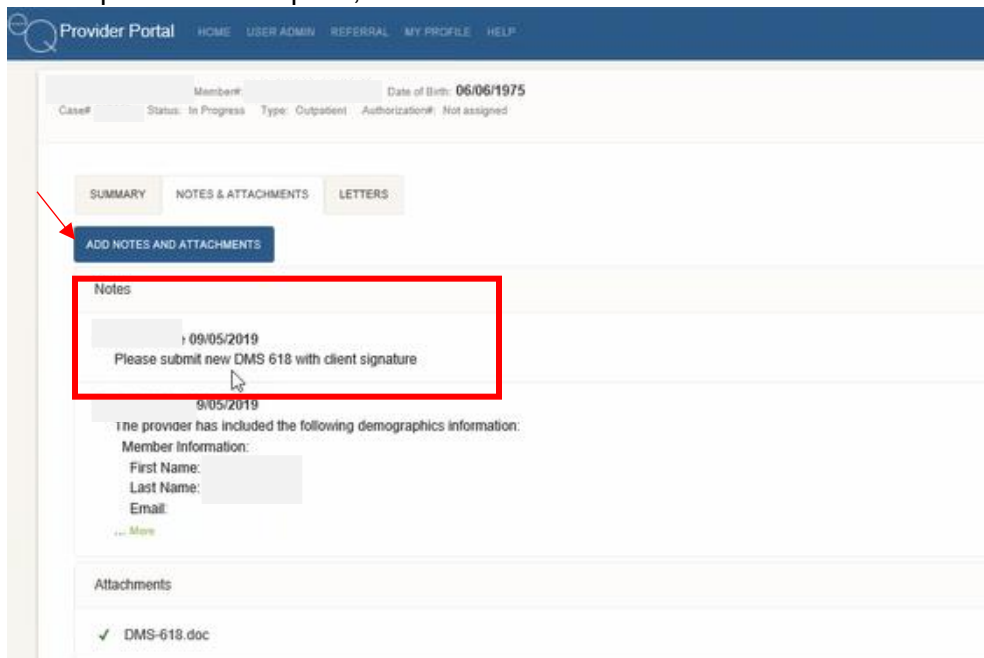 eQ Provider Portal HOME USER ADMIN REFERRAL MY PROFILE HELP
Member#: Date of Birth: 06/06/1975
Case# Status: In Progress Type: Outpatient Authorization#: Not assigned
SUMMARY NOTES & ATTACHMENTS LETTERS
ADD NOTES AND ATTACHMENTS
Notes
09/05/2019
Please submit new DMS 618 with client signature
9/05/2019
The provider has included the following demographics information:
Member Information:
First Name:
Last Name:
Email:
... More
Attachments
✓ DMS-618.doc